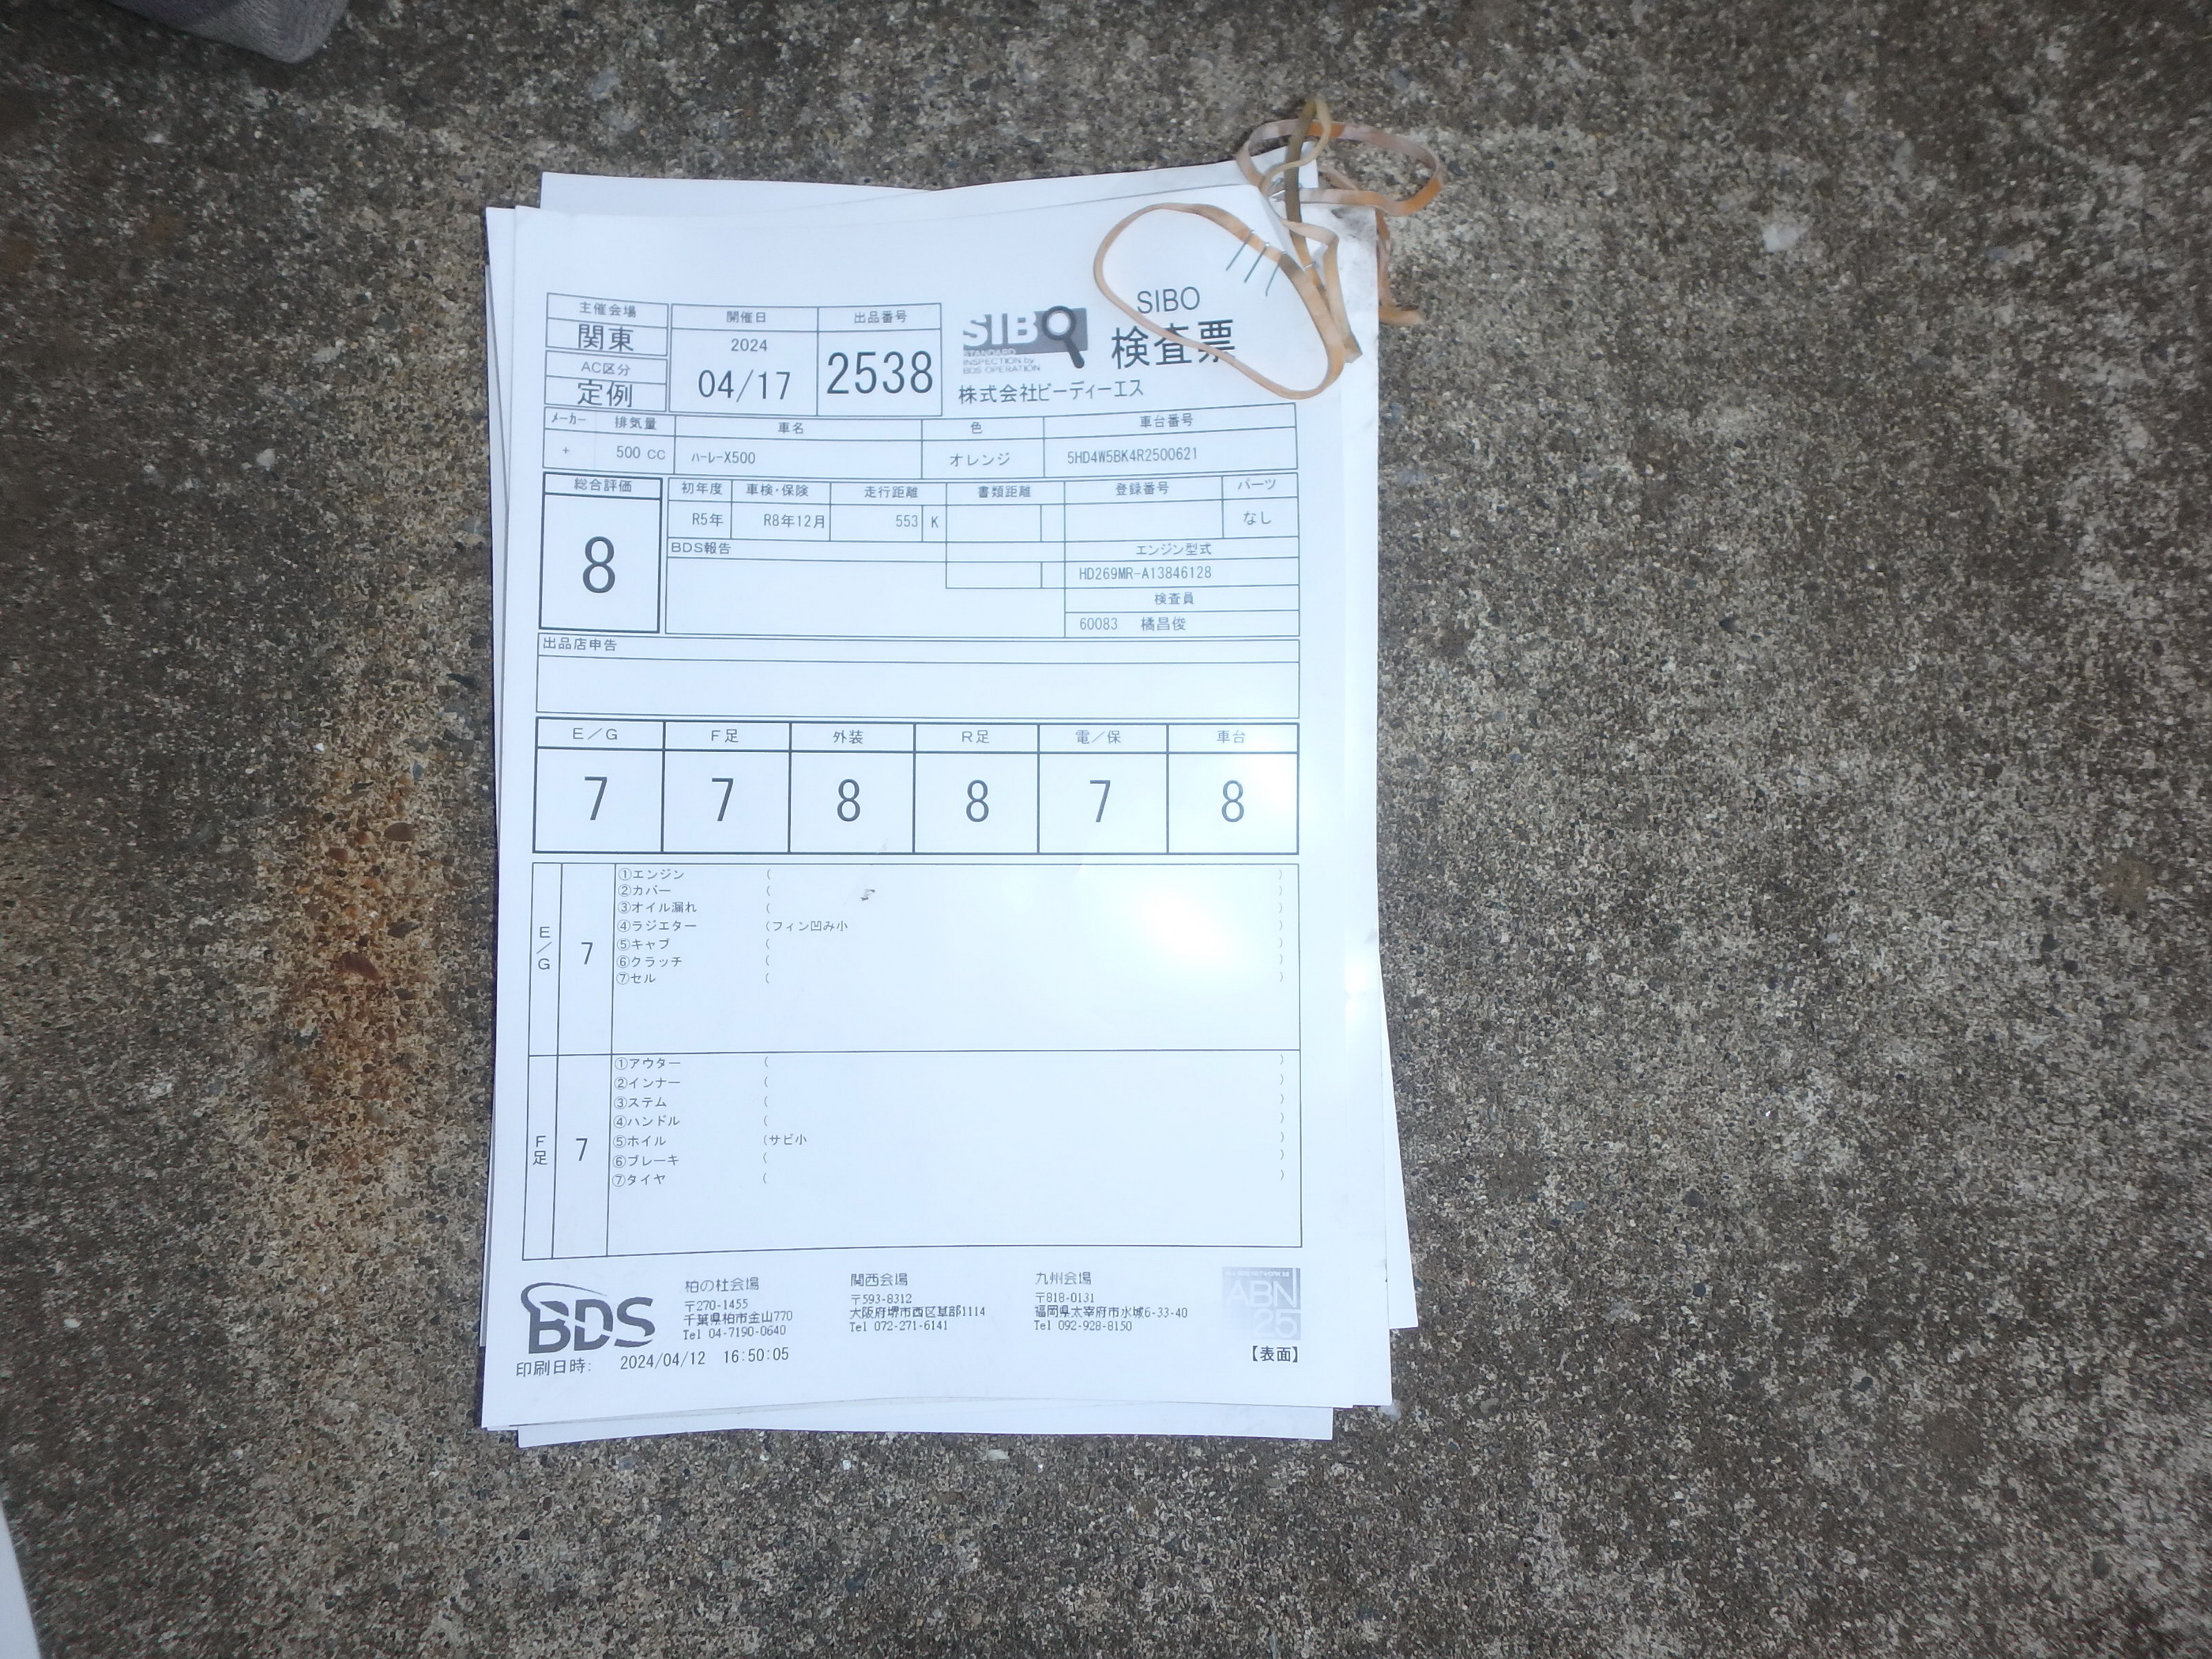 SIBO
主催会場
関東
AC区分
定例
開催日
2024
04/17
出品番号
2538
SIBO
STANDARD
INSPECTION by
BDS OPERATION
検査票
株式会社ビーディーエス
メーカー 排気量 車名 色 車台番号
+ 500 cc ハーレーX500 オレンジ 5HD4W5BK4R2500621
総合評価 初年度 車検・保険 走行距離 書類距離 登録番号 パーツ
8
R5年 R8年12月 553 K なし
BDS報告
エンジン型式
HD269MR-A13846128
検査員
60083 橘昌俊
出品店申告
E/G F足 外装 R足 電/保 車台
7 7 8 8 7 8
E/G 7
①エンジン ( )
②カバー ( )
③オイル漏れ ( )
④ラジエター (フィン凹み小 )
⑤キャブ ( )
⑥クラッチ ( )
⑦セル ( )
F足 7
①アウター ( )
②インナー ( )
③ステム ( )
④ハンドル ( )
⑤ホイル (サビ小 )
⑥ブレーキ ( )
⑦タイヤ ( )
BDS
柏の杜会場
〒270-1455
千葉県柏市金山770
Tel 04-7190-0640
関西会場
〒593-8312
大阪府堺市西区草部1114
Tel 072-271-6141
九州会場
〒818-0131
福岡県太宰府市水城6-33-40
Tel 092-928-8150
ABN
25
印刷日時: 2024/04/12 16:50:05
【表面】